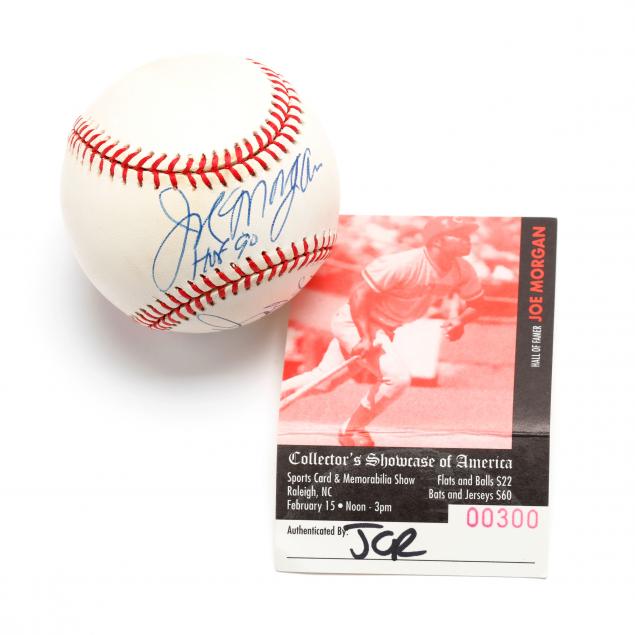 Joe Morgan
HOF 90
HALL OF FAMER JOE MORGAN
Collector's Showcase of America
Sports Card & Memorabilia Show Flats and Balls $22
Raleigh, NC Bats and Jerseys $60
February 15 • Noon - 3pm
00300
Authenticated By: JCR